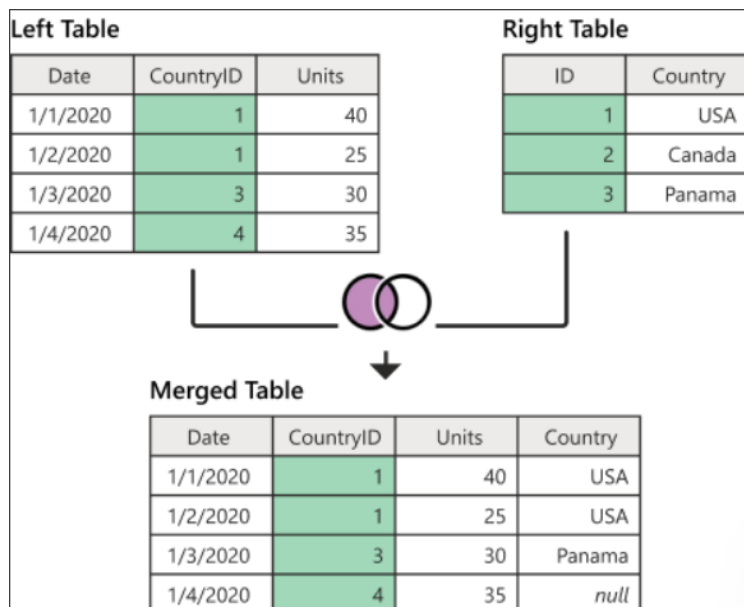 Left Table Right Table
Date CountryID Units ID Country
1/1/2020 1 40 1 USA
1/2/2020 1 25 2 Canada
1/3/2020 3 30 3 Panama
1/4/2020 4 35
Merged Table
Date CountryID Units Country
1/1/2020 1 40 USA
1/2/2020 1 25 USA
1/3/2020 3 30 Panama
1/4/2020 4 35 null